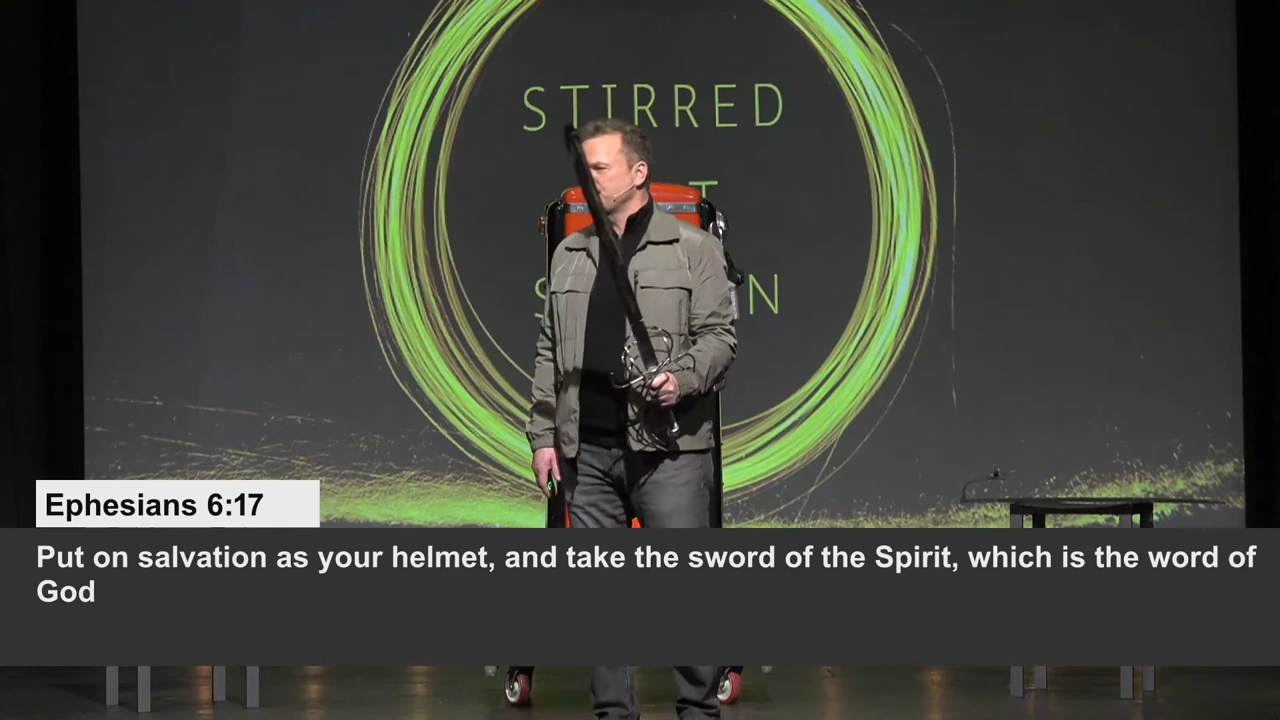 STIRRED
T
S N
Ephesians 6:17
Put on salvation as your helmet, and take the sword of the Spirit, which is the word of
God